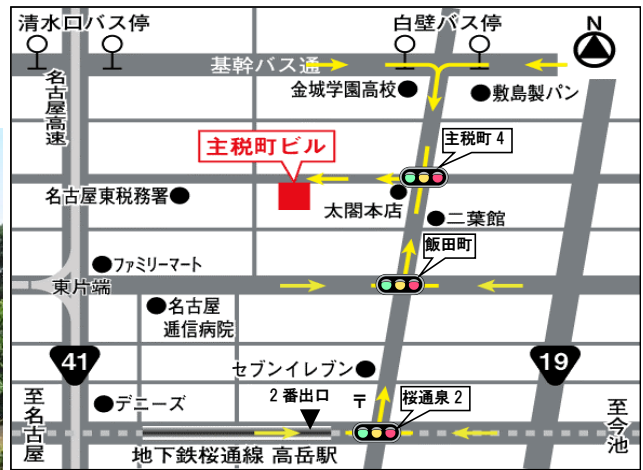 清水口バス停
白壁バス停
N
基幹バス通
名古屋高速
金城学園高校
敷島製パン
主税町ビル
主税町4
名古屋東税務署
太閤本店
二葉館
飯田町
ファミリーマート
東片端
名古屋
逓信病院
セブンイレブン
41
19
2番出口
〒
桜通泉2
デニーズ
至名古屋
至今池
地下鉄桜通線 高岳駅